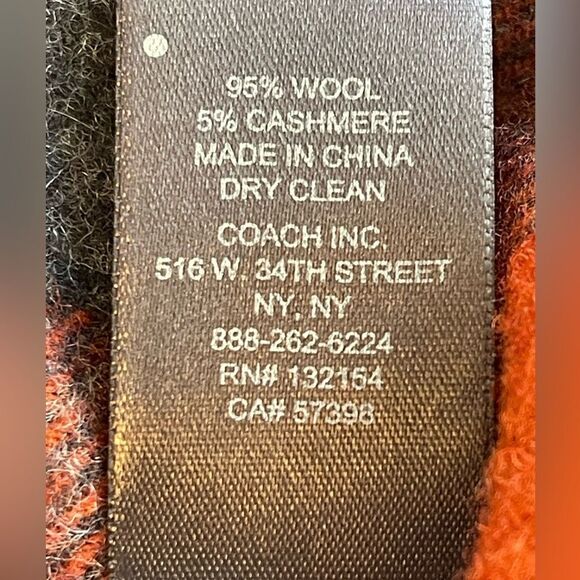 95% WOOL
5% CASHMERE
MADE IN CHINA
DRY CLEAN
COACH INC.
516 W. 34TH STREET
NY, NY
888-262-6224
RN# 132154
CA# 57398